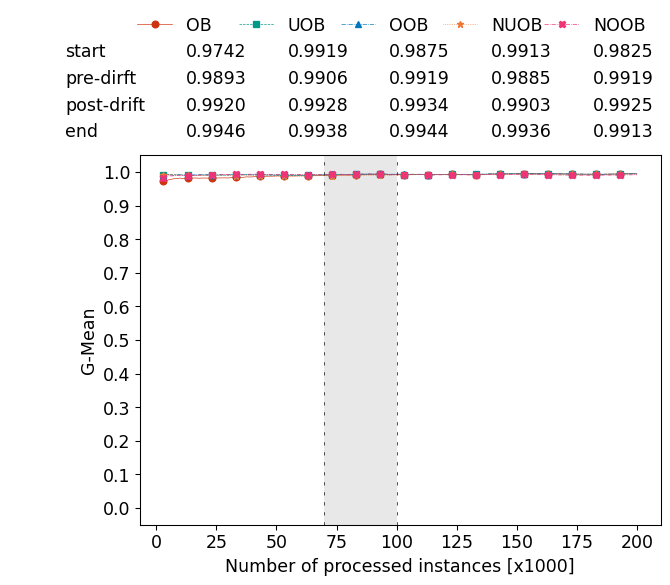 OB UOB OOB NUOB NOOB
start 0.9742 0.9919 0.9875 0.9913 0.9825
pre-dirft 0.9893 0.9906 0.9919 0.9885 0.9919
post-drift 0.9920 0.9928 0.9934 0.9903 0.9925
end 0.9946 0.9938 0.9944 0.9936 0.9913
1.0
0.9
0.8
0.7
0.6
0.5
0.4
0.3
0.2
0.1
0.0
G-Mean
0 25 50 75 100 125 150 175 200
Number of processed instances [x1000]